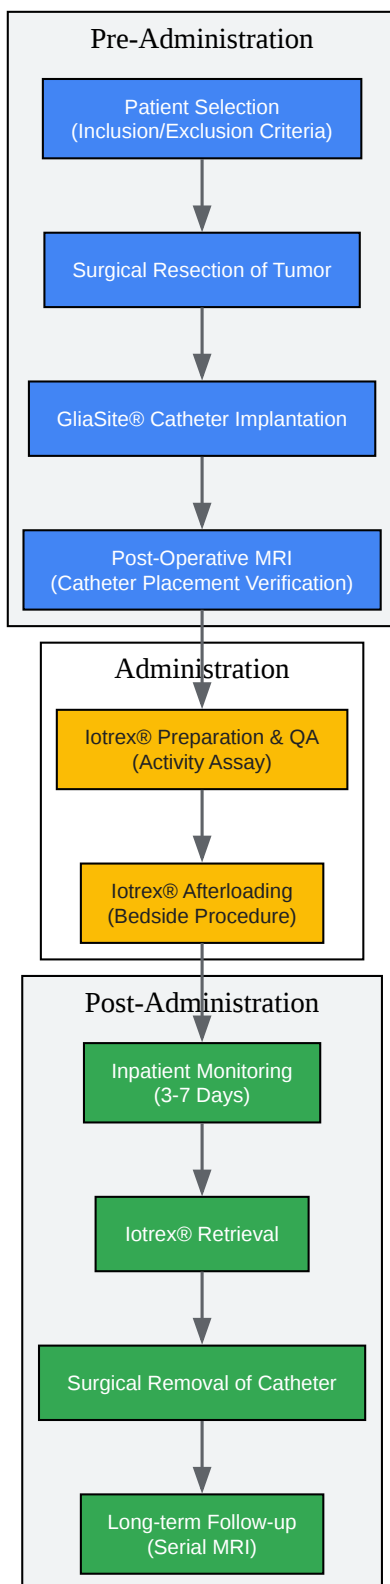 Pre-Administration
Patient Selection
(Inclusion/Exclusion Criteria)
Surgical Resection of Tumor
GliaSite® Catheter Implantation
Post-Operative MRI
(Catheter Placement Verification)
Administration
Iotrex® Preparation & QA
(Activity Assay)
Iotrex® Afterloading
(Bedside Procedure)
Post-Administration
Inpatient Monitoring
(3-7 Days)
Iotrex® Retrieval
Surgical Removal of Catheter
Long-term Follow-up
(Serial MRI)